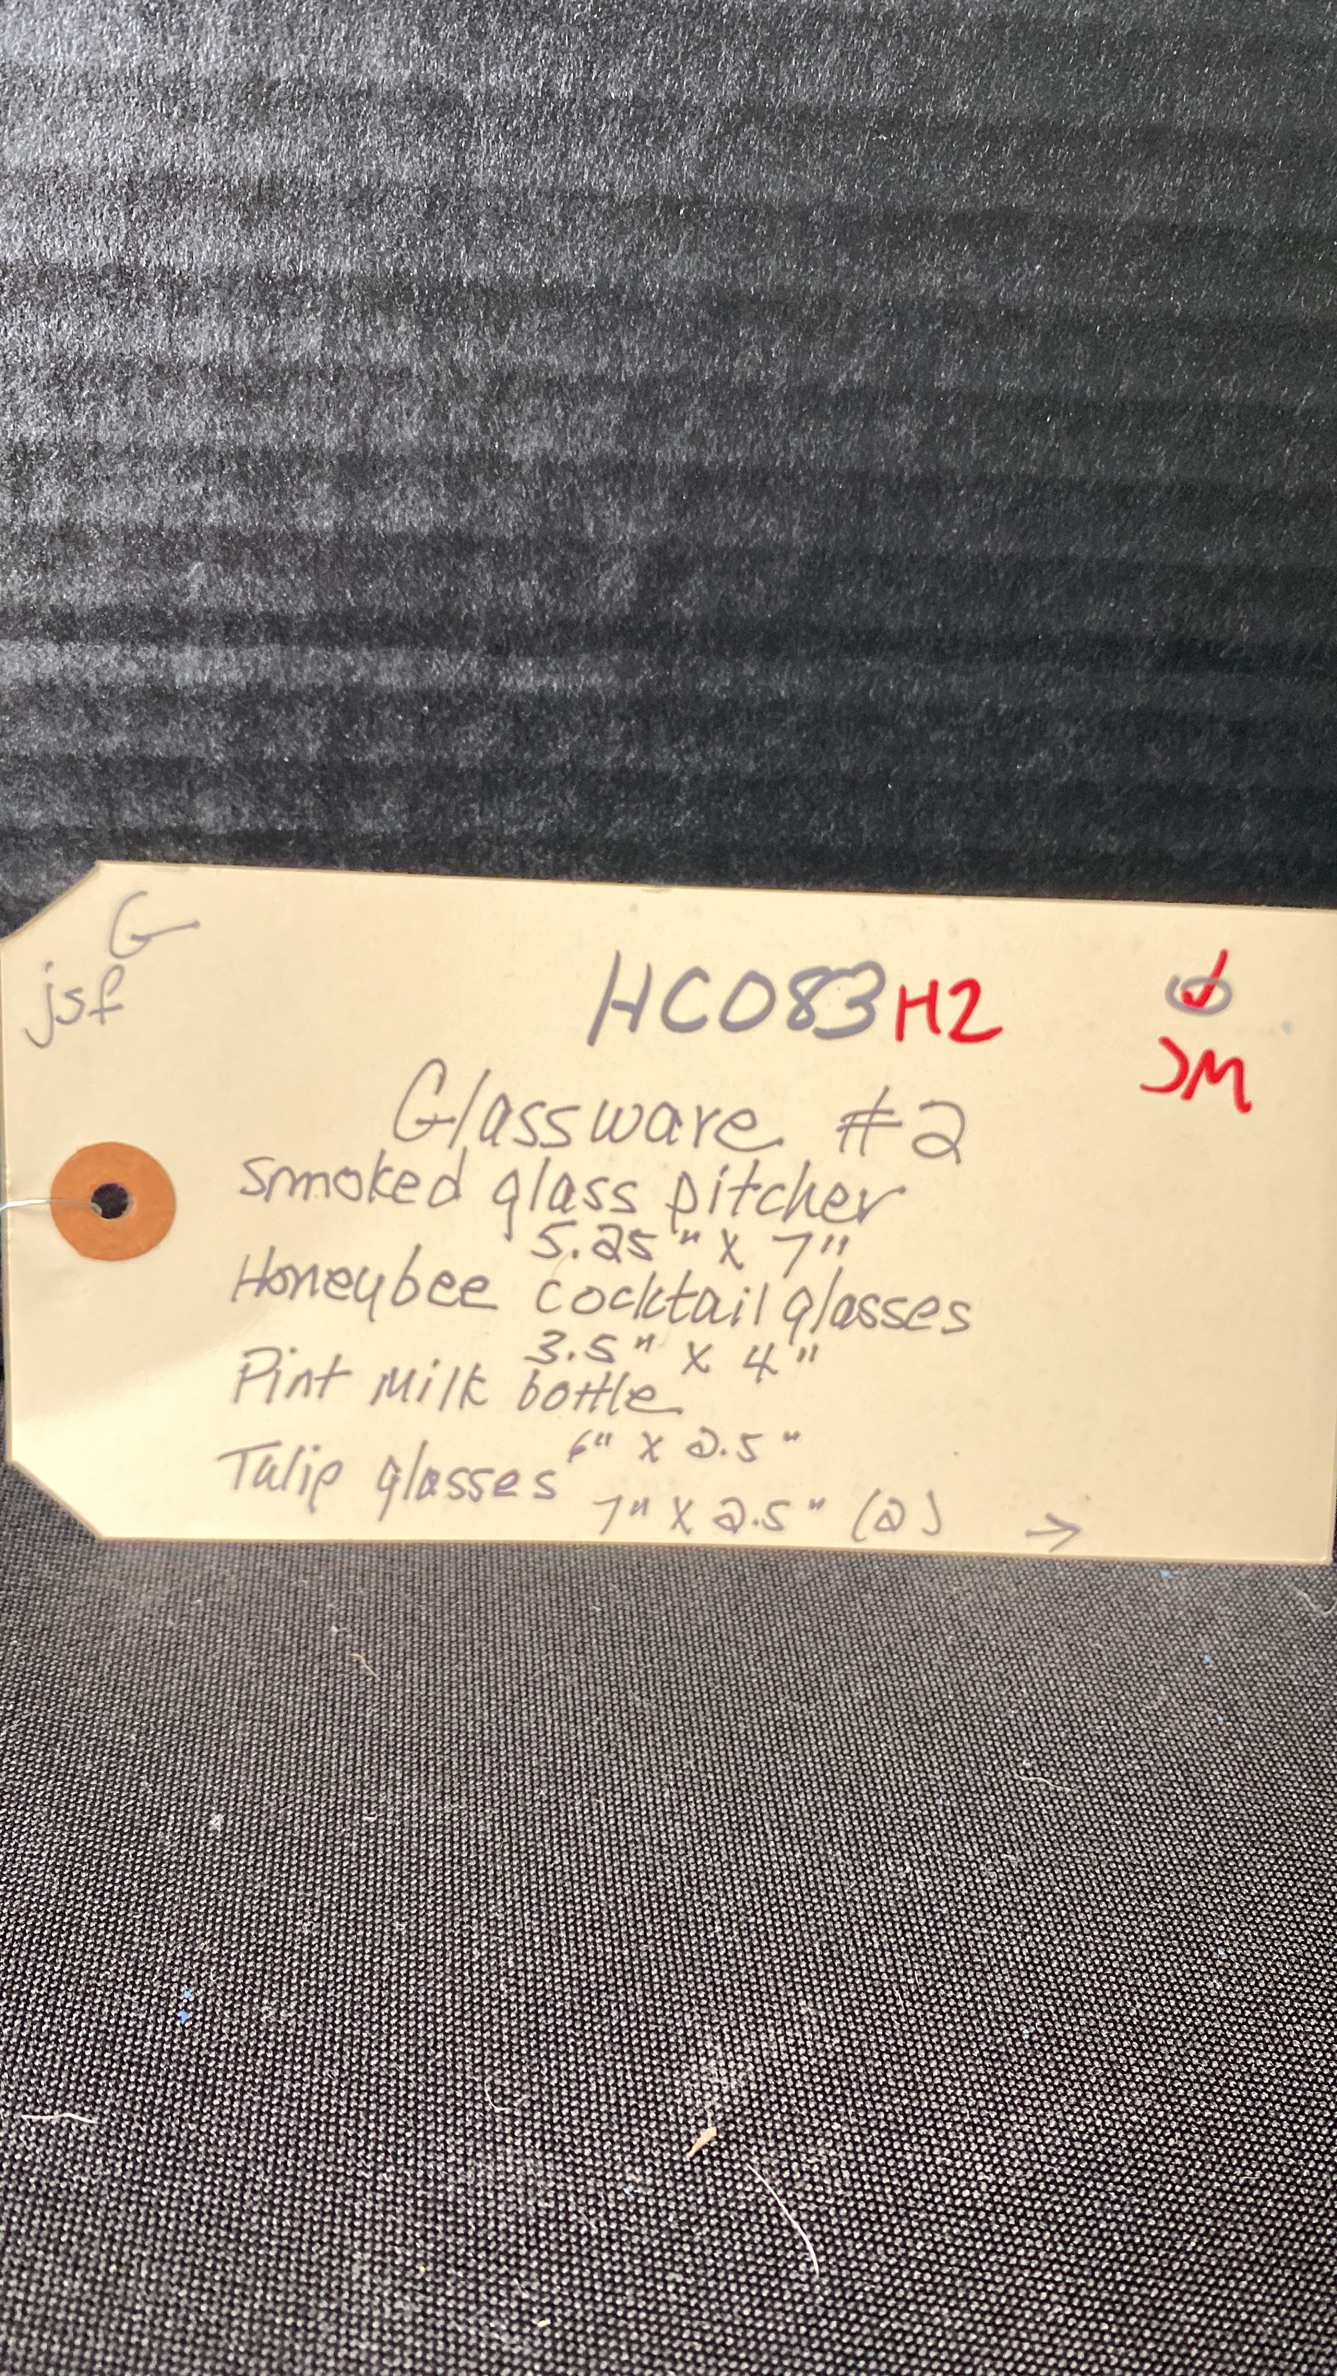 G
jsf
HC083 H2
JM
Glassware #2
Smoked glass pitcher
5.25" X 7"
Honeybee cocktail glasses
3.5" X 4"
Pint Milk bottle
6" X 2.5"
Tulip glasses
7" X 2.5" (2) →